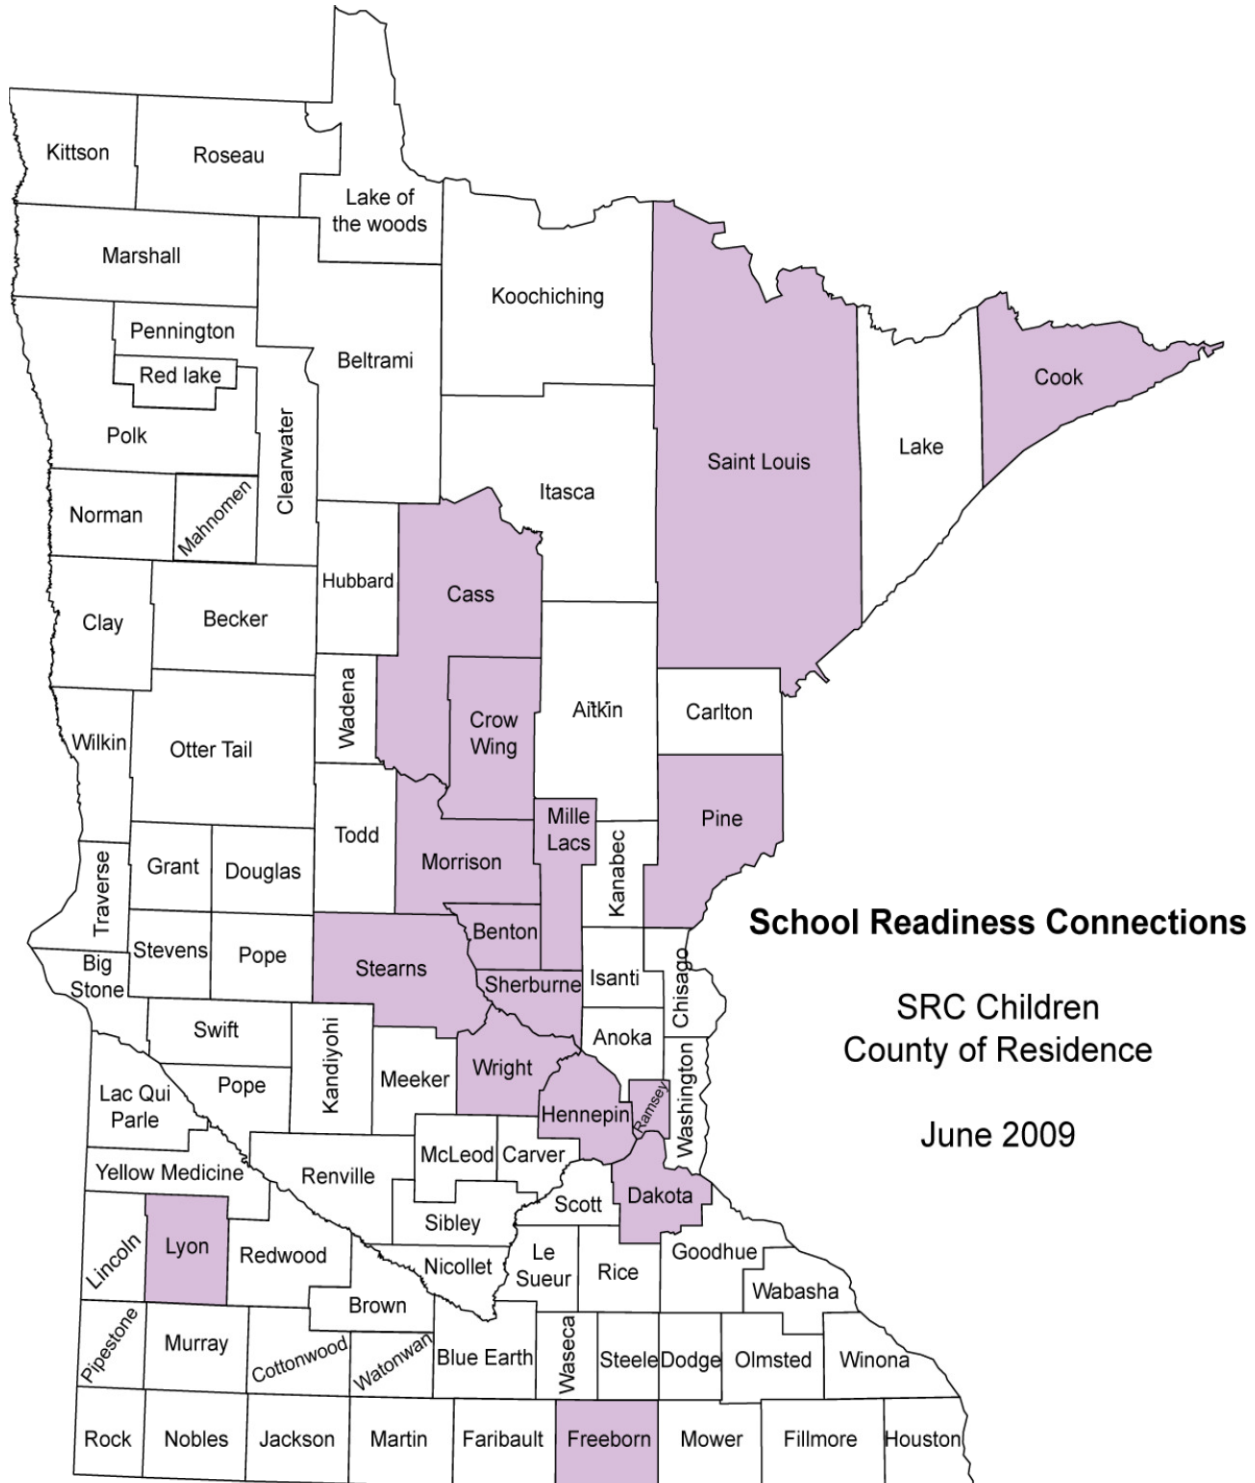 Kittson
Roseau
Lake of
the woods
Marshall
Koochiching
Pennington
Beltrami
Red lake
Cook
Polk
Clearwater
Lake
Saint Louis
Itasca
Norman
Mahnomen
Hubbard
Cass
Clay
Becker
Wadena
Aitkin
Carlton
Crow
Wing
Wilkin
Otter Tail
Mille
Lacs
Pine
Todd
Morrison
Grant
Douglas
Kanabec
Traverse
School Readiness Connections
Benton
Stevens
Pope
Stearns
Big
Stone
Isanti
Chisago
Sherburne
SRC Children
County of Residence
Swift
Anoka
Kandiyohi
Wright
Meeker
Pope
Lac Qui
Parle
Hennepin
Ramsey
Washington
June 2009
McLeod
Carver
Yellow Medicine
Renville
Dakota
Scott
Sibley
Lincoln
Lyon
Redwood
Goodhue
Le
Sueur
Rice
Nicollet
Wabasha
Brown
Pipestone
Murray
Cottonwood
Watonwan
Blue Earth
Waseca
Steele
Dodge
Olmsted
Winona
Rock
Nobles
Jackson
Martin
Faribault
Freeborn
Mower
Fillmore
Houston